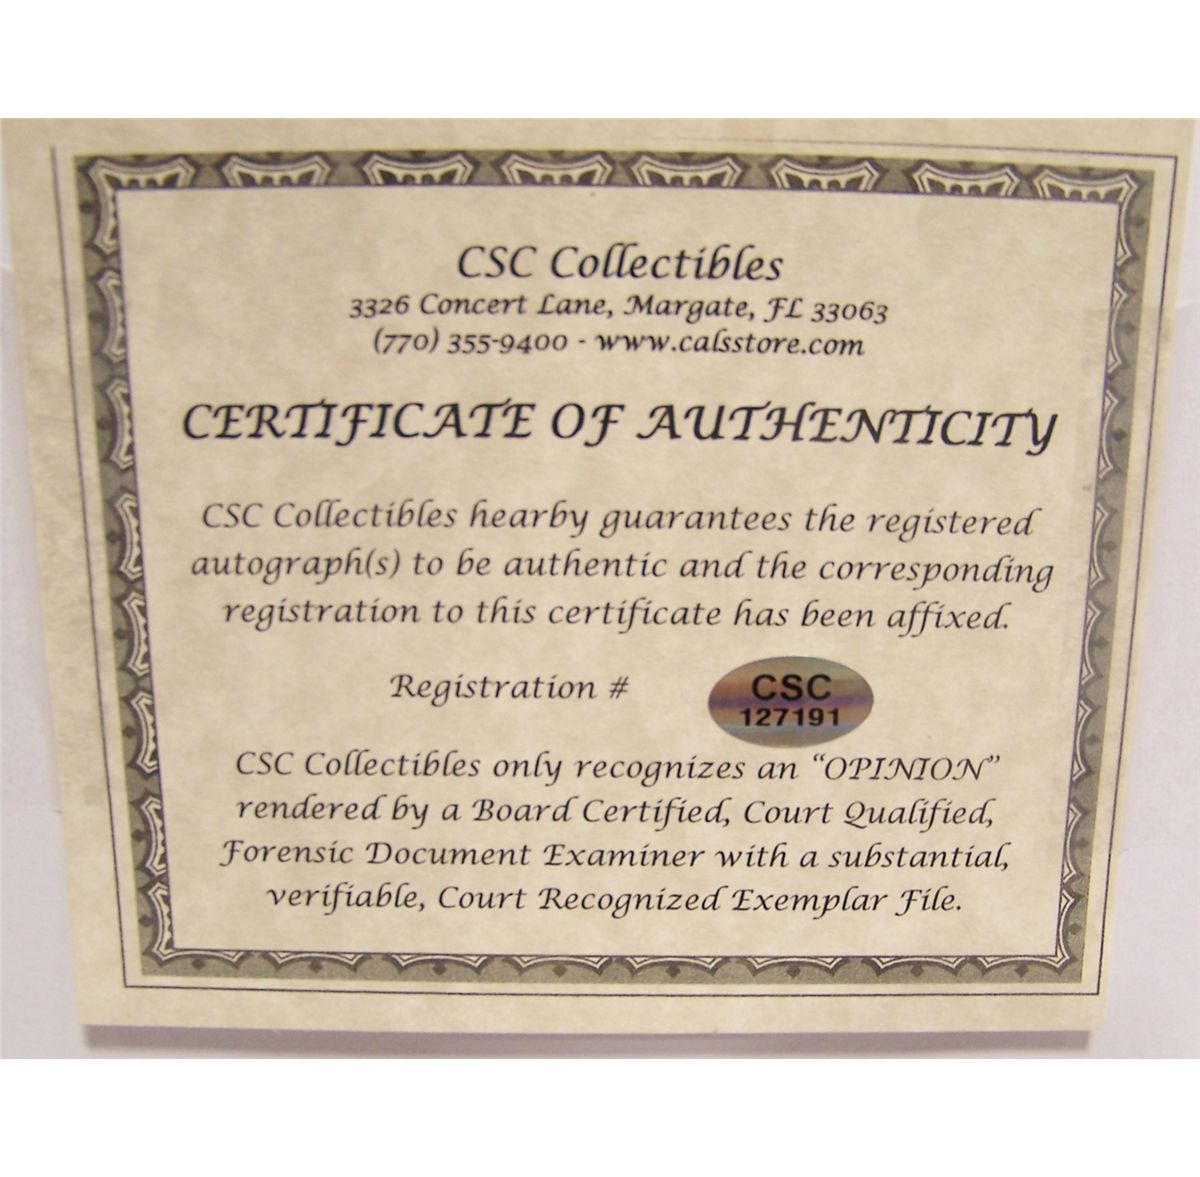 CSC Collectibles
3326 Concert Lane, Margate, FL 33063
(770) 355-9400 - www.calsstore.com
CERTIFICATE OF AUTHENTICITY
CSC Collectibles hearby guarantees the registered
autograph(s) to be authentic and the corresponding
registration to this certificate has been affixed.
Registration #
CSC
127191
CSC Collectibles only recognizes an “OPINION”
rendered by a Board Certified, Court Qualified,
Forensic Document Examiner with a substantial,
verifiable, Court Recognized Exemplar File.